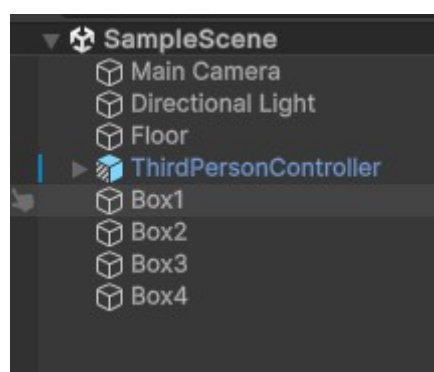 SampleScene
Main Camera
Directional Light
Floor
ThirdPersonController
Box1
Box2
Box3
Box4